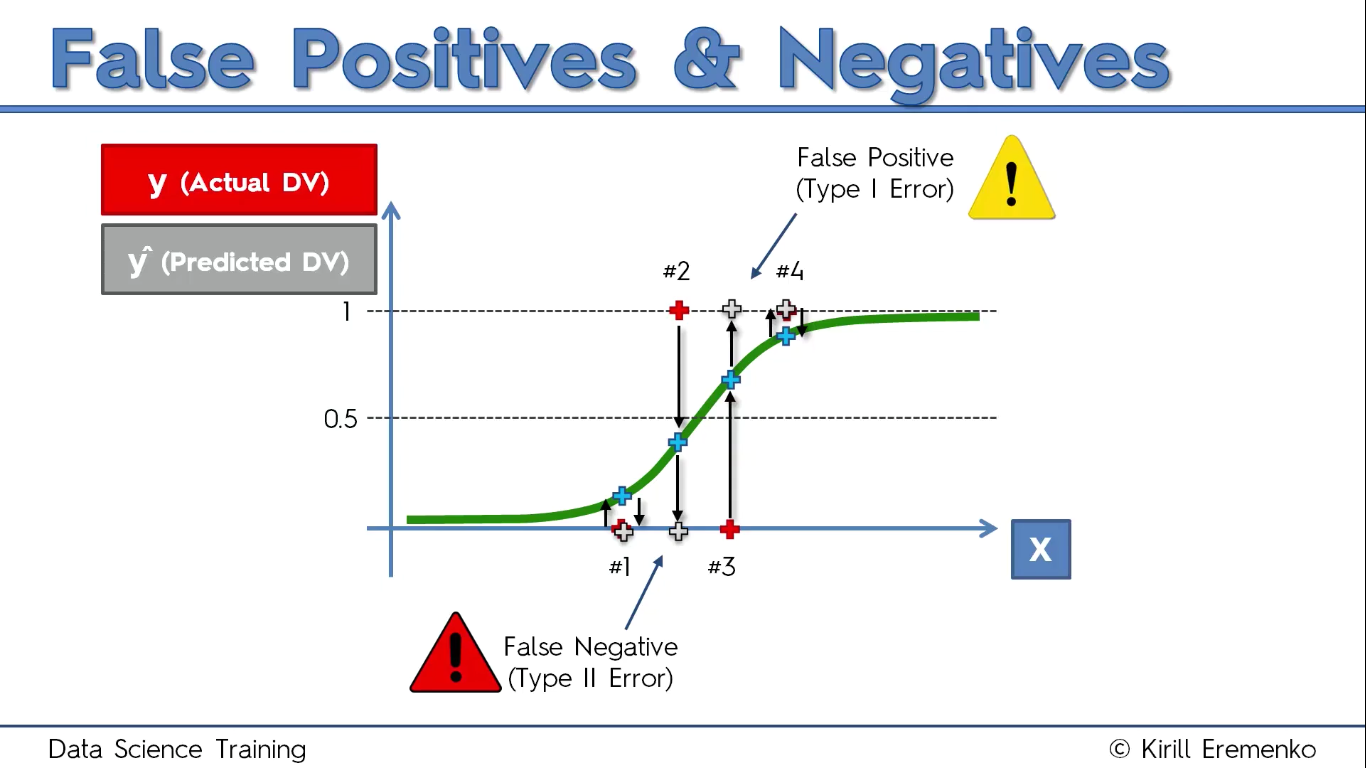 False Positives & Negatives
y (Actual DV)
ŷ (Predicted DV)
False Positive
(Type I Error)
#2
#4
1
0.5
#1
#3
X
False Negative
(Type II Error)
Data Science Training
© Kirill Eremenko